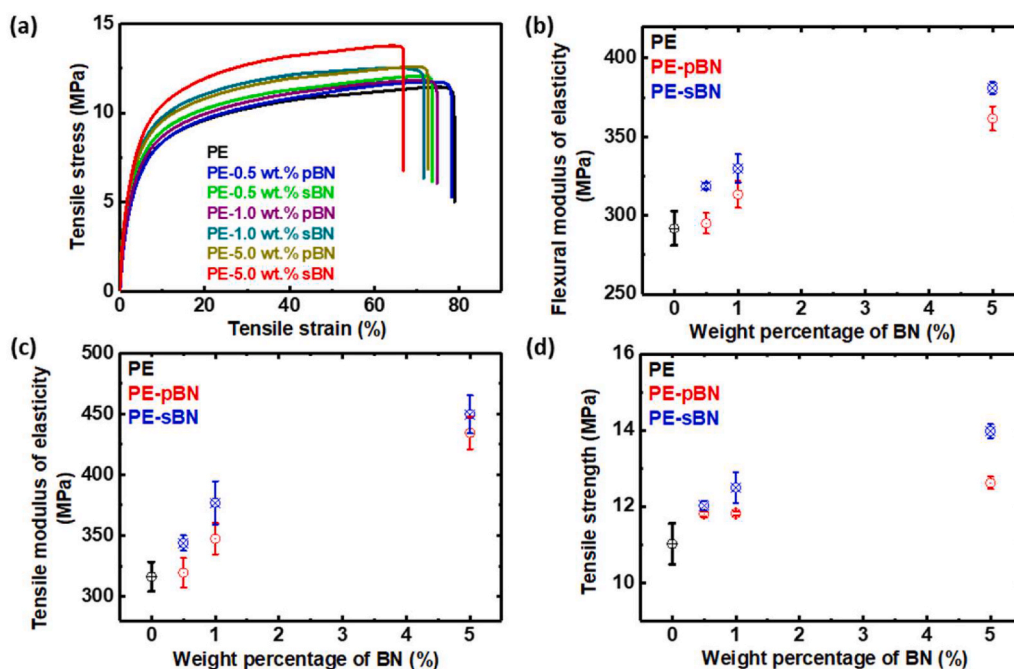 (a)
Tensile stress (MPa)
15
10
5
0
0 20 40 60 80
Tensile strain (%)
PE
PE-0.5 wt.% pBN
PE-0.5 wt.% sBN
PE-1.0 wt.% pBN
PE-1.0 wt.% sBN
PE-5.0 wt.% pBN
PE-5.0 wt.% sBN
(b)
Flexural modulus of elasticity
(MPa)
400
350
300
250
0 1 2 3 4 5
Weight percentage of BN (%)
PE
PE-pBN
PE-sBN
(c)
Tensile modulus of elasticity
(MPa)
500
450
400
350
300
0 1 2 3 4 5
Weight percentage of BN (%)
PE
PE-pBN
PE-sBN
(d)
Tensile strength (MPa)
16
14
12
10
0 1 2 3 4 5
Weight percentage of BN (%)
PE
PE-pBN
PE-sBN